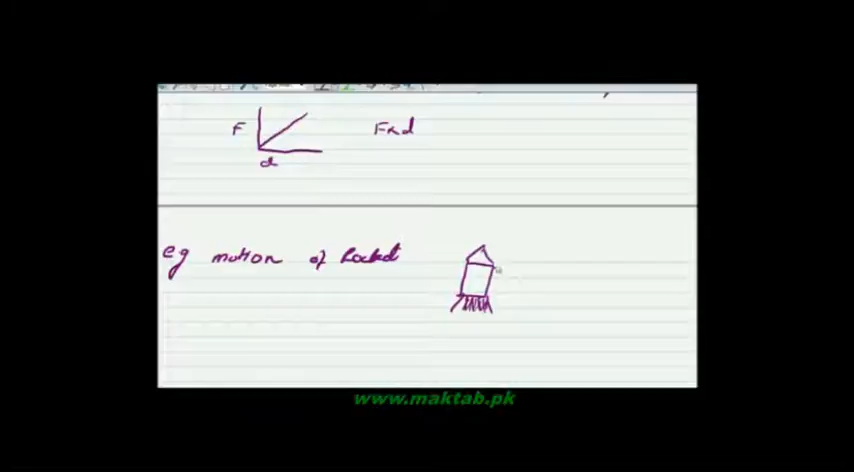 F
F ∝ d
d
eg motion of Rocket
www.maktab.pk